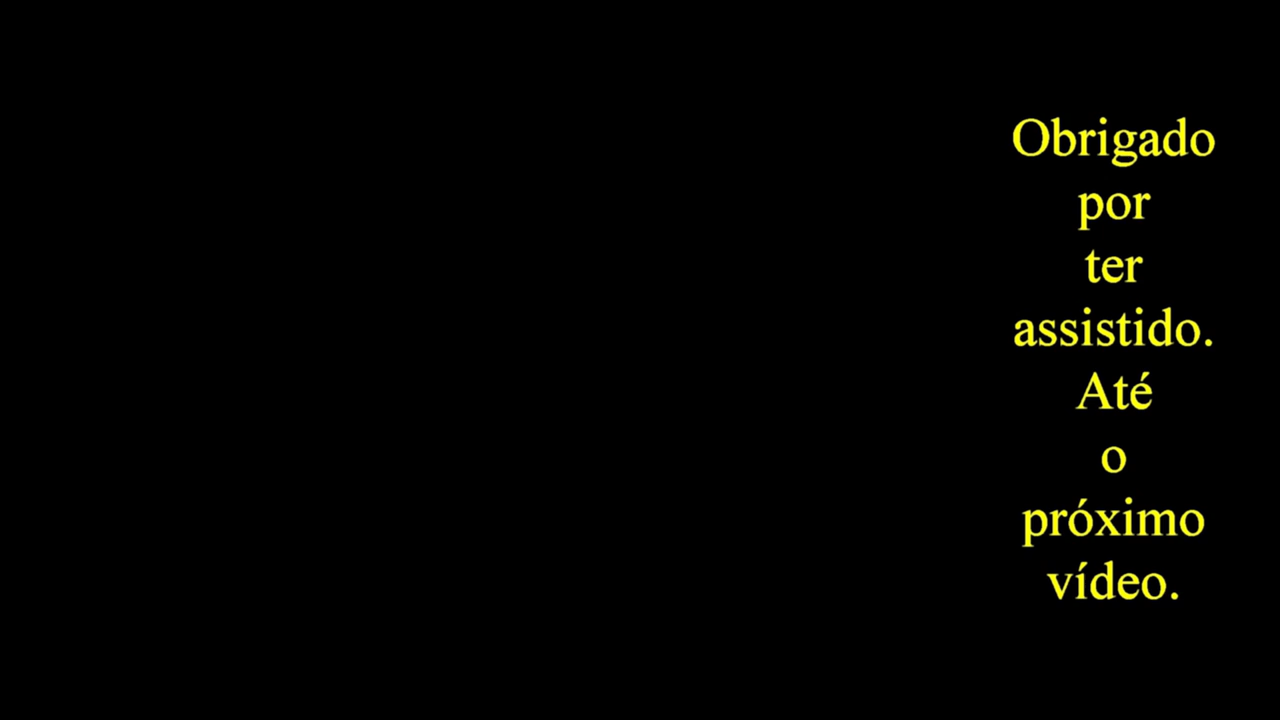 Obrigado
por
ter
assistido.
Até
o
próximo
vídeo.